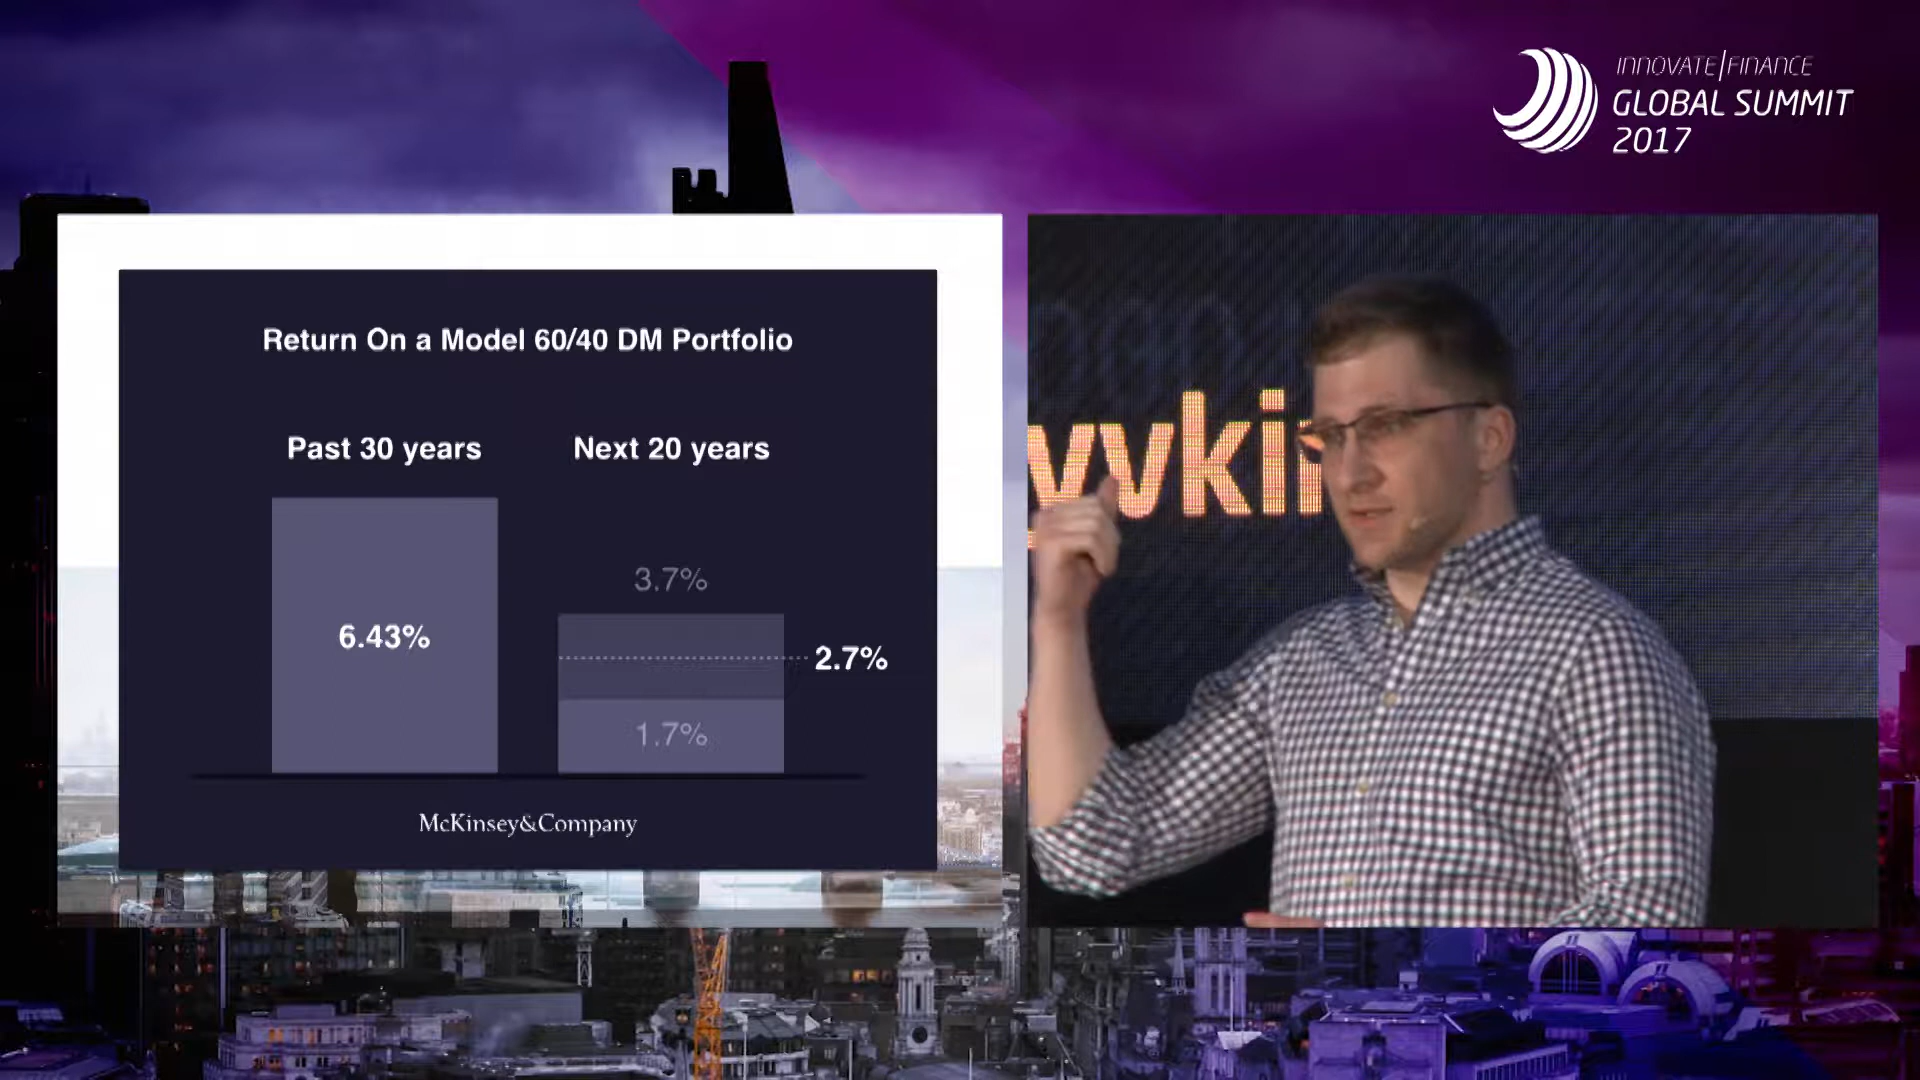 INNOVATE|FINANCE
GLOBAL SUMMIT
2017
Return On a Model 60/40 DM Portfolio
Past 30 years
Next 20 years
3.7%
6.43%
2.7%
1.7%
McKinsey&Company